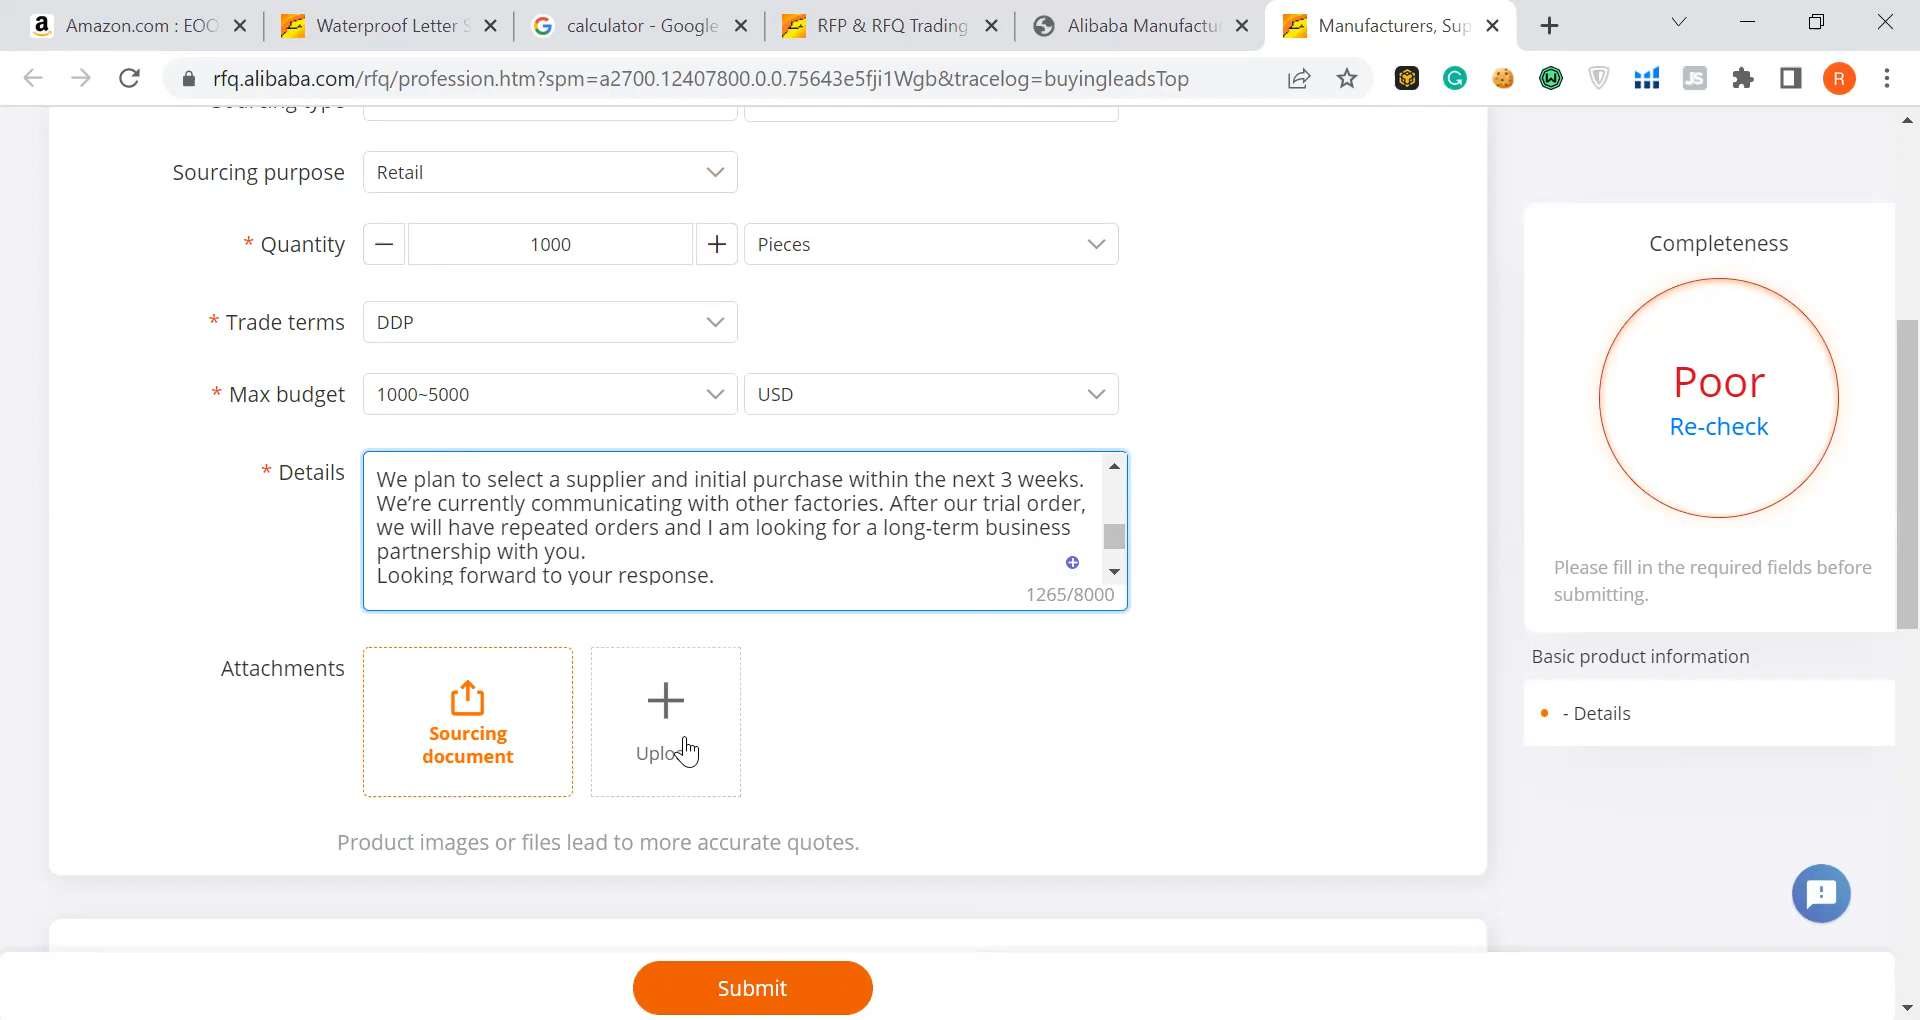 Amazon.com : EOO
Waterproof Letter S
calculator - Google
RFP & RFQ Trading
Alibaba Manufactu
Manufacturers, Sup
rfq.alibaba.com/rfq/profession.htm?spm=a2700.12407800.0.0.75643e5fji1Wgb&tracelog=buyingleadsTop
JS
R
Sourcing type
Sourcing purpose
Retail
* Quantity
1000
Pieces
* Trade terms
DDP
* Max budget
1000~5000
USD
* Details
We plan to select a supplier and initial purchase within the next 3 weeks.
We're currently communicating with other factories. After our trial order,
we will have repeated orders and I am looking for a long-term business
partnership with you.
Looking forward to your response.
1265/8000
Attachments
Sourcing
document
Uplo
Product images or files lead to more accurate quotes.
Submit
Completeness
Poor
Re-check
Please fill in the required fields before
submitting.
Basic product information
- Details